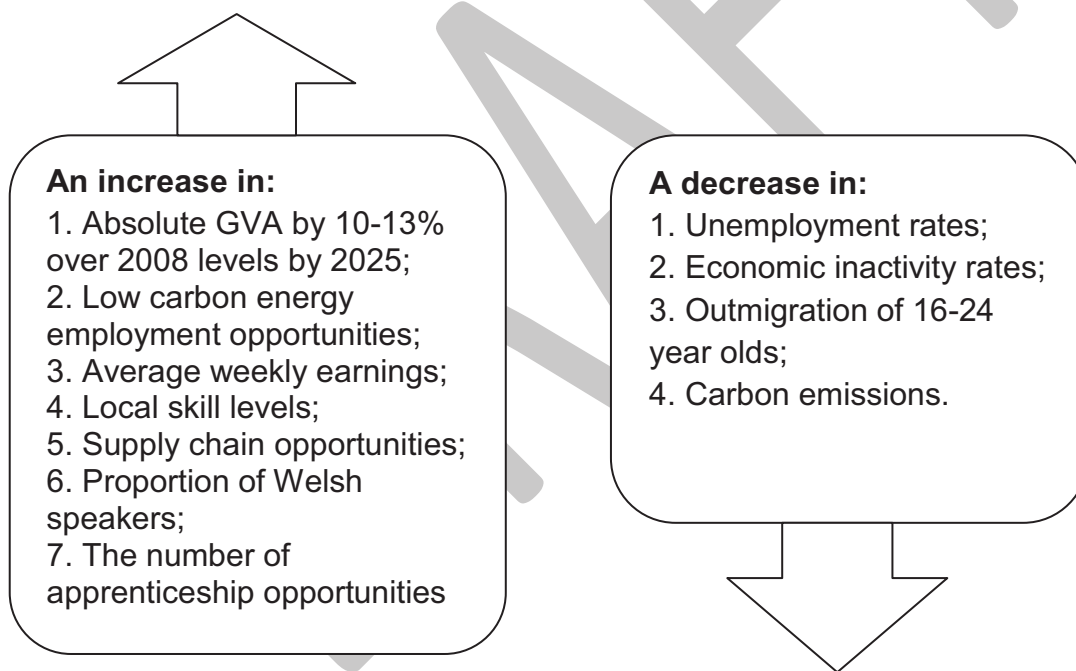 An increase in:
1. Absolute GVA by 10-13%
over 2008 levels by 2025;
2. Low carbon energy
employment opportunities;
3. Average weekly earnings;
4. Local skill levels;
5. Supply chain opportunities;
6. Proportion of Welsh
speakers;
7. The number of
apprenticeship opportunities
A decrease in:
1. Unemployment rates;
2. Economic inactivity rates;
3. Outmigration of 16-24
year olds;
4. Carbon emissions.